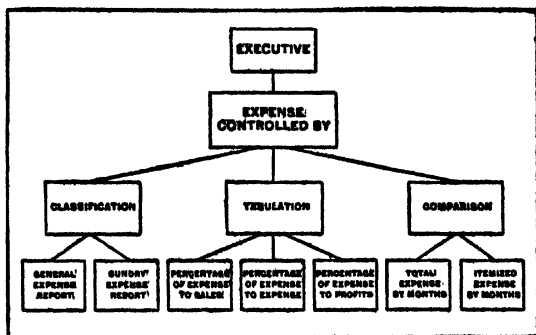 EXECUTIVE
EXPENSE
CONTROLLED BY
CLASSIFICATION
TABULATION
COMPARISON
GENERAL
EXPENSE
REPORT
SUNDRY
EXPENSE
REPORT
PERCENTAGE
OF EXPENSE
TO SALES
PERCENTAGE
OF EXPENSE
TO EXPENSE
PERCENTAGE
OF EXPENSE
TO PROFITS
TOTAL
EXPENSE
BY MONTHS
ITEMIZED
EXPENSE
BY MONTHS